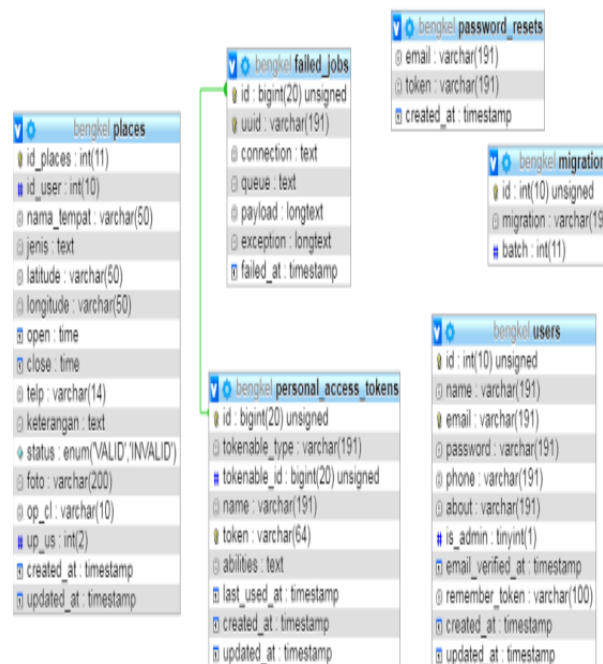 bengkel places
id_places : int(11)
id_user : int(10)
nama_tempat : varchar(50)
jenis : text
latitude : varchar(50)
longitude : varchar(50)
open : time
close : time
telp : varchar(14)
keterangan : text
status : enum('VALID','INVALID')
foto : varchar(200)
op_cl : varchar(10)
up_us : int(2)
created_at : timestamp
updated_at : timestamp
bengkel failed_jobs
id : bigint(20) unsigned
uuid : varchar(191)
connection : text
queue : text
payload : longtext
exception : longtext
failed_at : timestamp
bengkel personal_access_tokens
id : bigint(20) unsigned
tokenable_type : varchar(191)
tokenable_id : bigint(20) unsigned
name : varchar(191)
token : varchar(64)
abilities : text
last_used_at : timestamp
created_at : timestamp
updated_at : timestamp
bengkel password_resets
email : varchar(191)
token : varchar(191)
created_at : timestamp
bengkel migration
id : int(10) unsigned
migration : varchar(19
batch : int(11)
bengkel users
id : int(10) unsigned
name : varchar(191)
email : varchar(191)
password : varchar(191)
phone : varchar(191)
about : varchar(191)
is_admin : tinyint(1)
email_verified_at : timestamp
remember_token : varchar(100)
created_at : timestamp
updated_at : timestamp